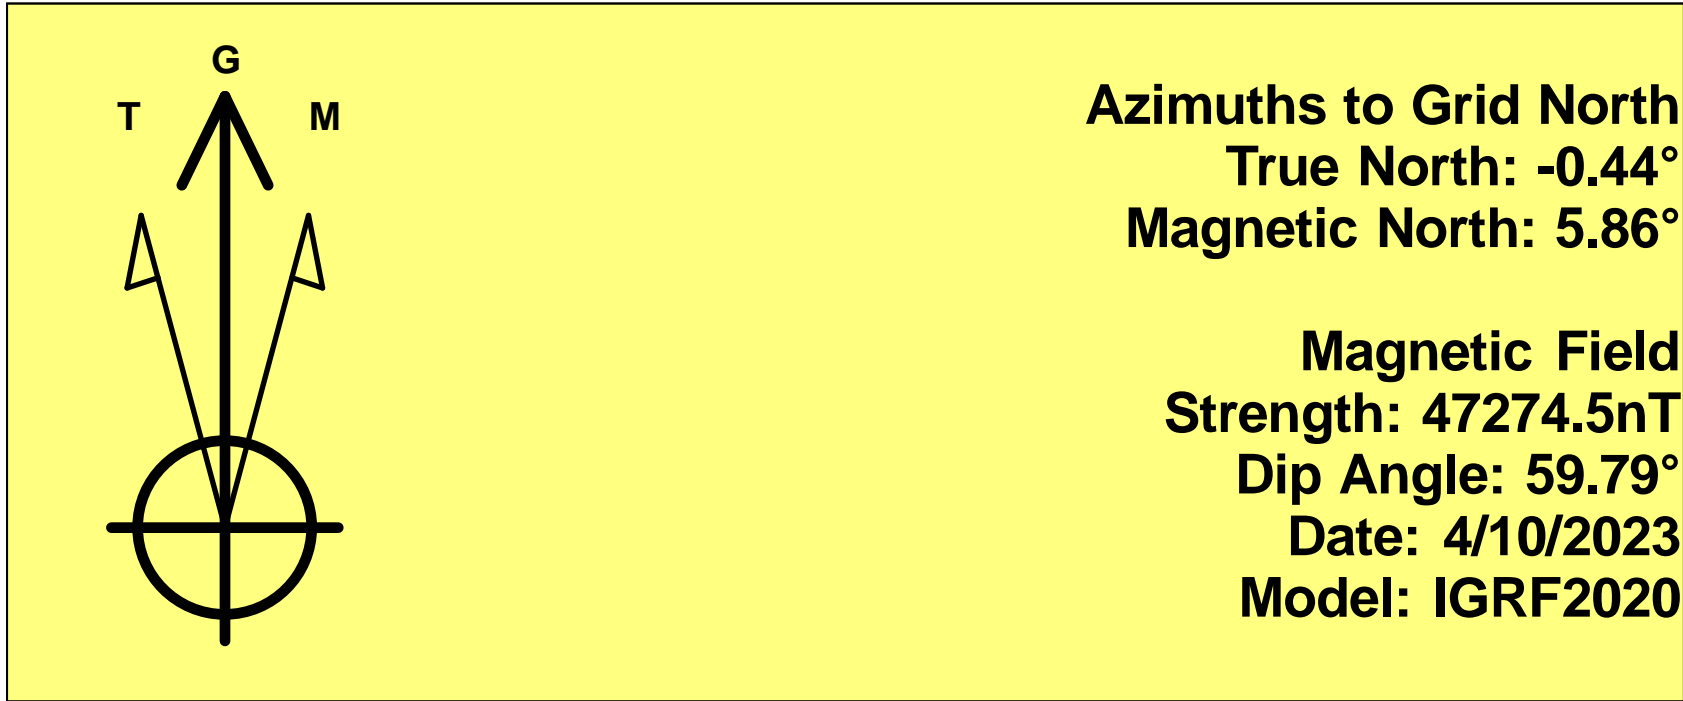 G
T
M
Azimuths to Grid North
True North: -0.44°
Magnetic North: 5.86°
Magnetic Field
Strength: 47274.5nT
Dip Angle: 59.79°
Date: 4/10/2023
Model: IGRF2020